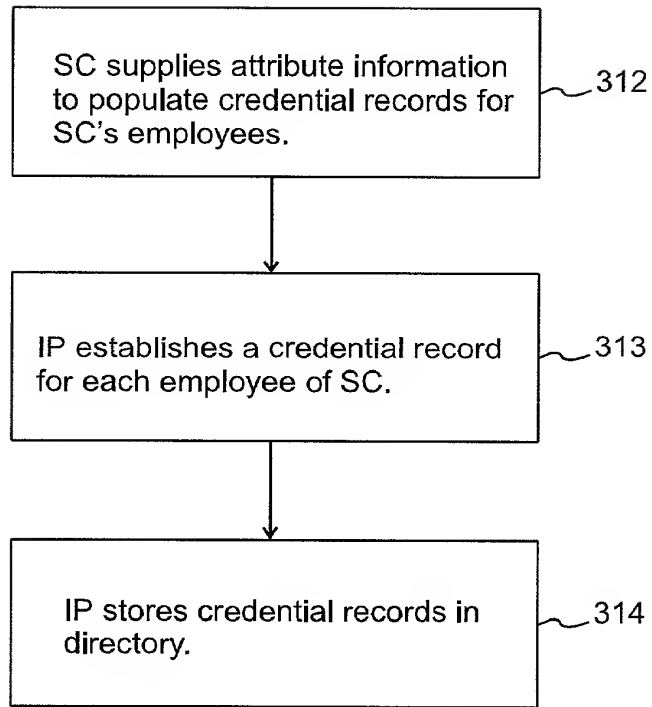 SC supplies attribute information
to populate credential records for
SC's employees.
312
IP establishes a credential record
for each employee of SC.
313
IP stores credential records in
directory.
314